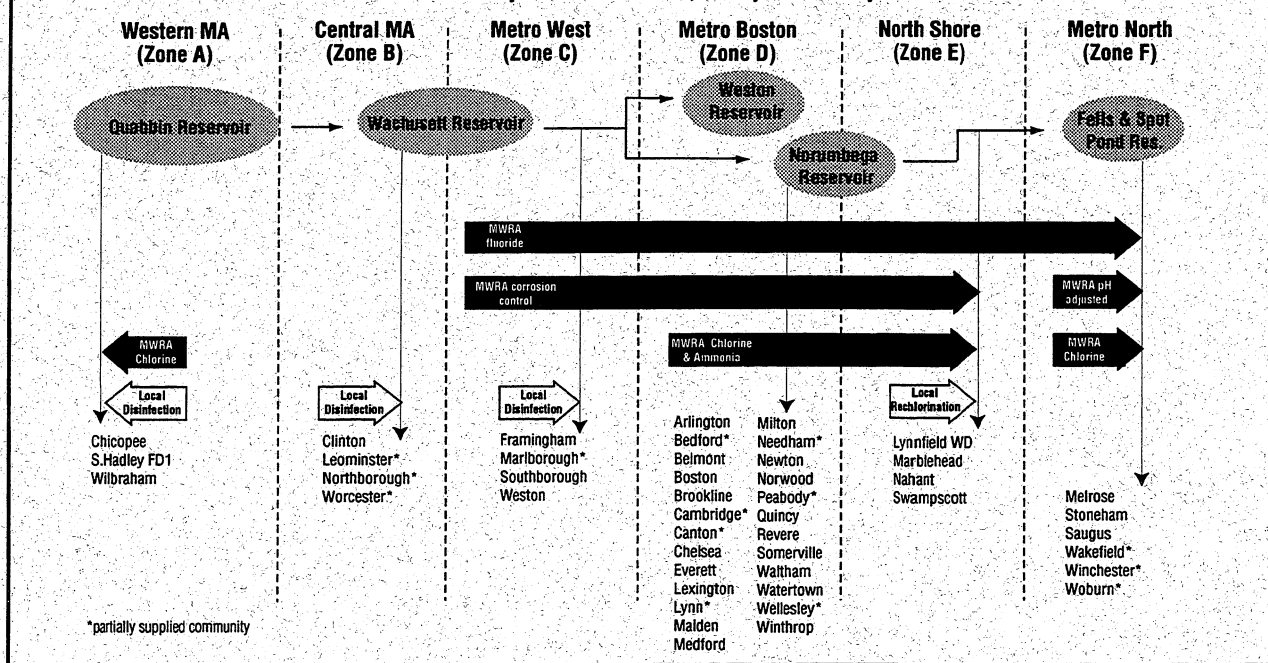 Western MA
(Zone A)
Central MA
(Zone B)
Metro West
(Zone C)
Metro Boston
(Zone D)
North Shore
(Zone E)
Metro North
(Zone F)
Quabbin Reservoir
Wachusett Reservoir
Weston
Reservoir
Norumbega
Reservoir
Fells & Spot
Pond Res.
MWRA
fluoride
MWRA corrosion
control
MWRA pH
adjusted
MWRA
Chlorine
MWRA Chlorine
& Ammonia
MWRA
Chlorine
Local
Disinfection
Local
Disinfection
Local
Disinfection
Local
Rechlorination
Chicopee
S.Hadley FD1
Wilbraham
Clinton
Leominster*
Northborough*
Worcester*
Framingham
Marlborough*
Southborough
Weston
Arlington
Bedford*
Belmont
Boston
Brookline
Cambridge*
Canton*
Chelsea
Everett
Lexington
Lynn*
Malden
Medford
Milton
Needham*
Newton
Norwood
Peabody*
Quincy
Revere
Somerville
Waltham
Watertown
Wellesley*
Winthrop
Lynnfield WD
Marblehead
Nahant
Swampscott
Melrose
Stoneham
Saugus
Wakefield*
Winchester*
Woburn*
*partially supplied community